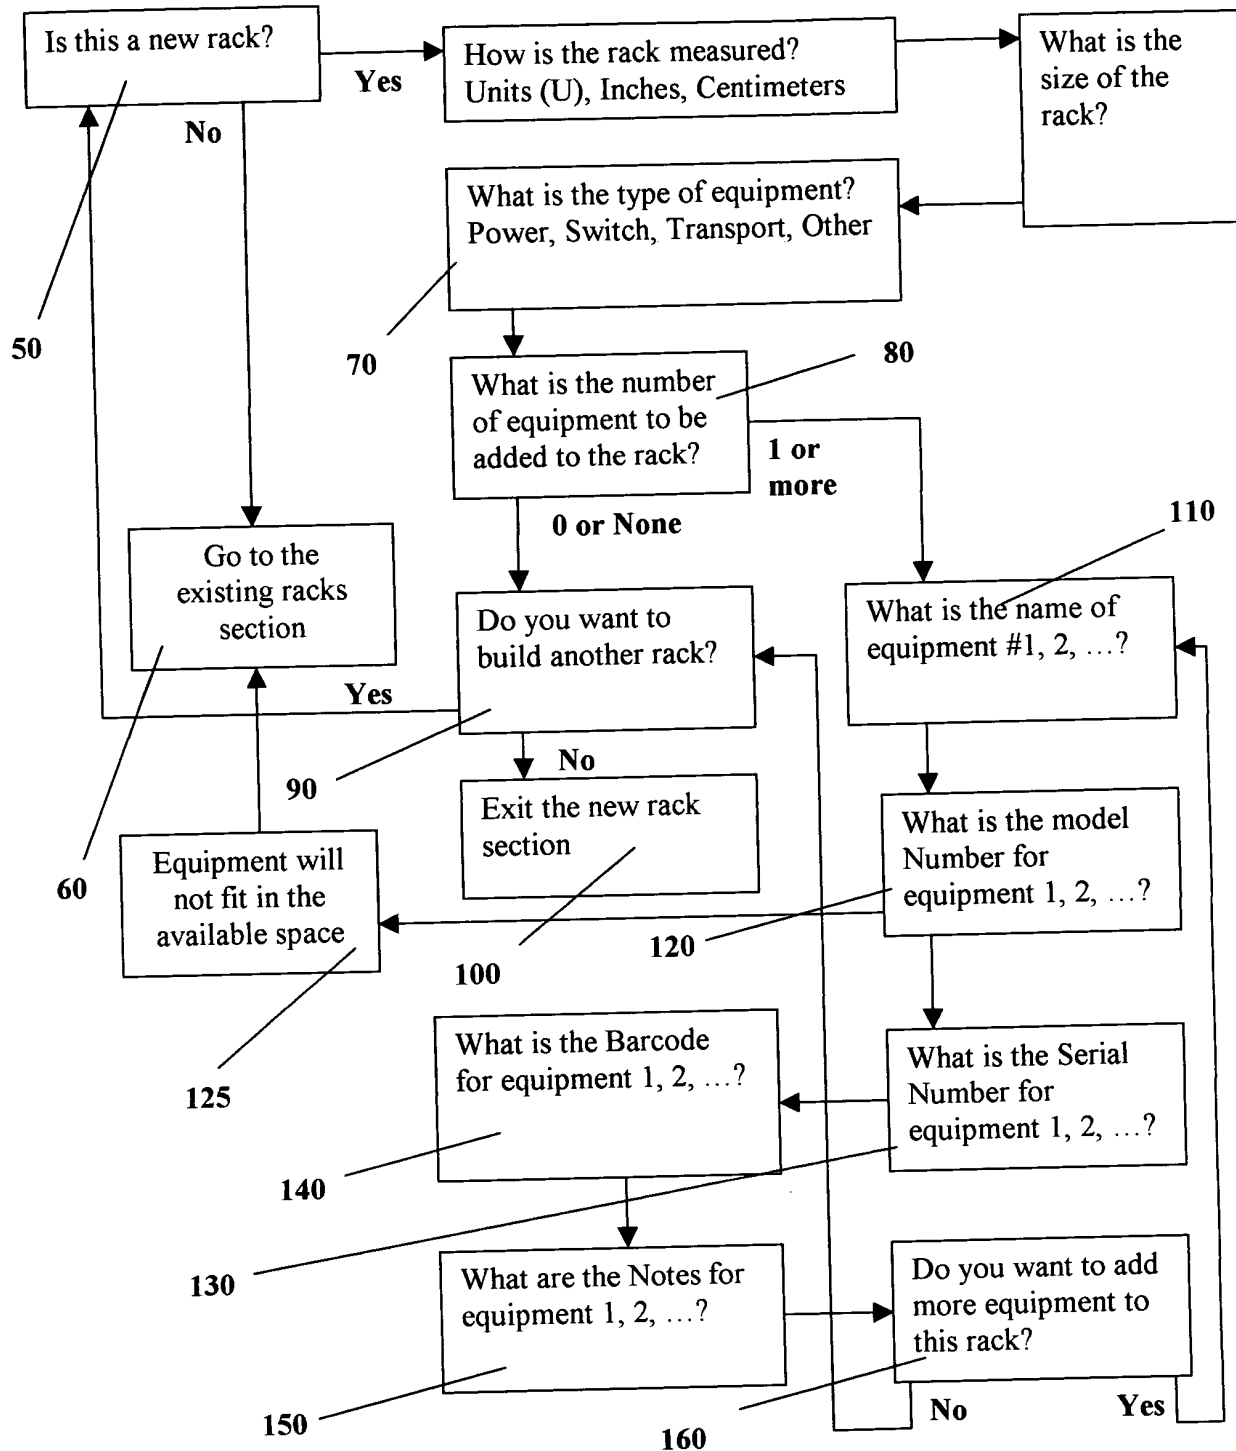 Is this a new rack?
Yes
No
How is the rack measured?
Units (U), Inches, Centimeters
What is the
size of the
rack?
What is the type of equipment?
Power, Switch, Transport, Other
50
70
80
What is the number
of equipment to be
added to the rack?
1 or
more
0 or None
110
Go to the
existing racks
section
Do you want to
build another rack?
What is the name of
equipment #1, 2, …?
Yes
No
90
Exit the new rack
section
What is the model
Number for
equipment 1, 2, …?
60
Equipment will
not fit in the
available space
100
120
125
What is the Barcode
for equipment 1, 2, …?
What is the Serial
Number for
equipment 1, 2, …?
140
130
What are the Notes for
equipment 1, 2, …?
Do you want to add
more equipment to
this rack?
150
160
No
Yes